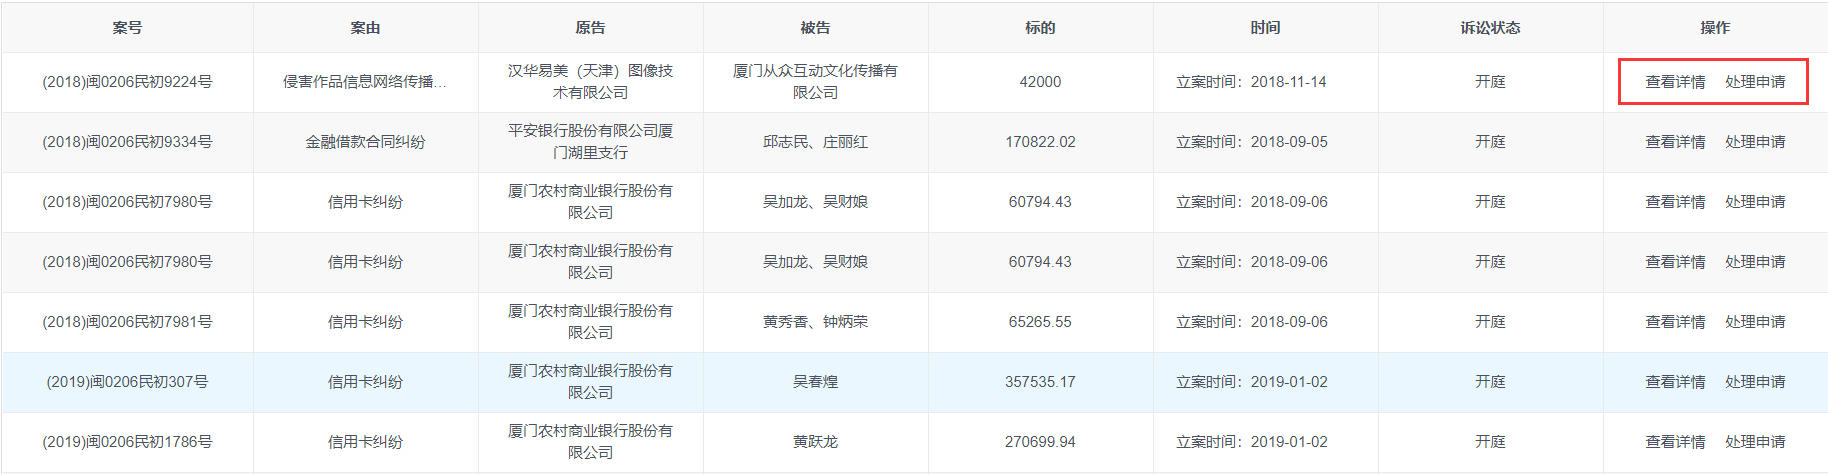 案号 案由 原告 被告 标的 时间 诉讼状态 操作
(2018)闽0206民初9224号 侵害作品信息网络传播... 汉华易美（天津）图像技术有限公司 厦门从众互动文化传播有限公司 42000 立案时间：2018-11-14 开庭 查看详情 处理申请
(2018)闽0206民初9334号 金融借款合同纠纷 平安银行股份有限公司厦门湖里支行 邱志民、庄丽红 170822.02 立案时间：2018-09-05 开庭 查看详情 处理申请
(2018)闽0206民初7980号 信用卡纠纷 厦门农村商业银行股份有限公司 吴加龙、吴财娘 60794.43 立案时间：2018-09-06 开庭 查看详情 处理申请
(2018)闽0206民初7980号 信用卡纠纷 厦门农村商业银行股份有限公司 吴加龙、吴财娘 60794.43 立案时间：2018-09-06 开庭 查看详情 处理申请
(2018)闽0206民初7981号 信用卡纠纷 厦门农村商业银行股份有限公司 黄秀香、钟炳荣 65265.55 立案时间：2018-09-06 开庭 查看详情 处理申请
(2019)闽0206民初307号 信用卡纠纷 厦门农村商业银行股份有限公司 吴春煌 357535.17 立案时间：2019-01-02 开庭 查看详情 处理申请
(2019)闽0206民初1786号 信用卡纠纷 厦门农村商业银行股份有限公司 黄跃龙 270699.94 立案时间：2019-01-02 开庭 查看详情 处理申请